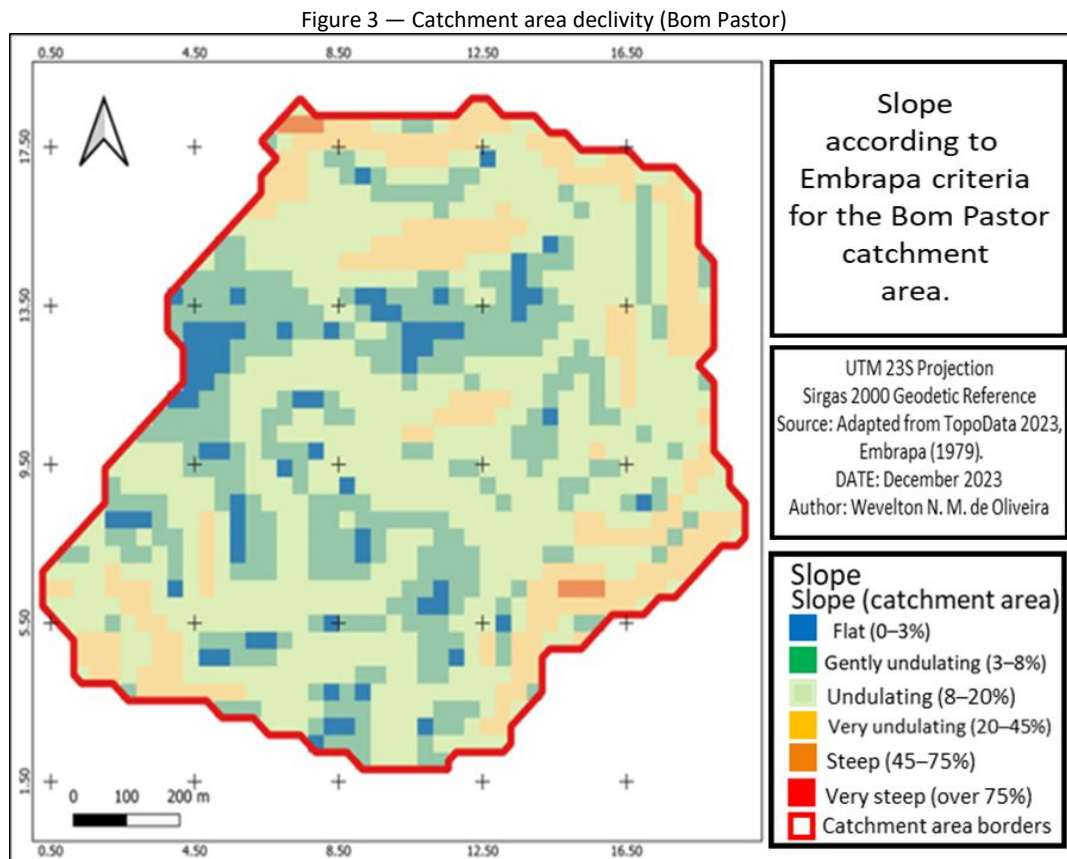 Figure 3 — Catchment area declivity (Bom Pastor)
0.50 4.50 8.50 12.50 16.50
17.50
13.50
9.50
5.50
1.50
0 100 200 m
0.50 4.50 8.50 12.50 16.50
Slope
according to
Embrapa criteria
for the Bom Pastor
catchment
area.
UTM 23S Projection
Sirgas 2000 Geodetic Reference
Source: Adapted from TopoData 2023,
Embrapa (1979).
DATE: December 2023
Author: Wevelton N. M. de Oliveira
Slope
Slope (catchment area)
Flat (0–3%)
Gently undulating (3–8%)
Undulating (8–20%)
Very undulating (20–45%)
Steep (45–75%)
Very steep (over 75%)
Catchment area borders